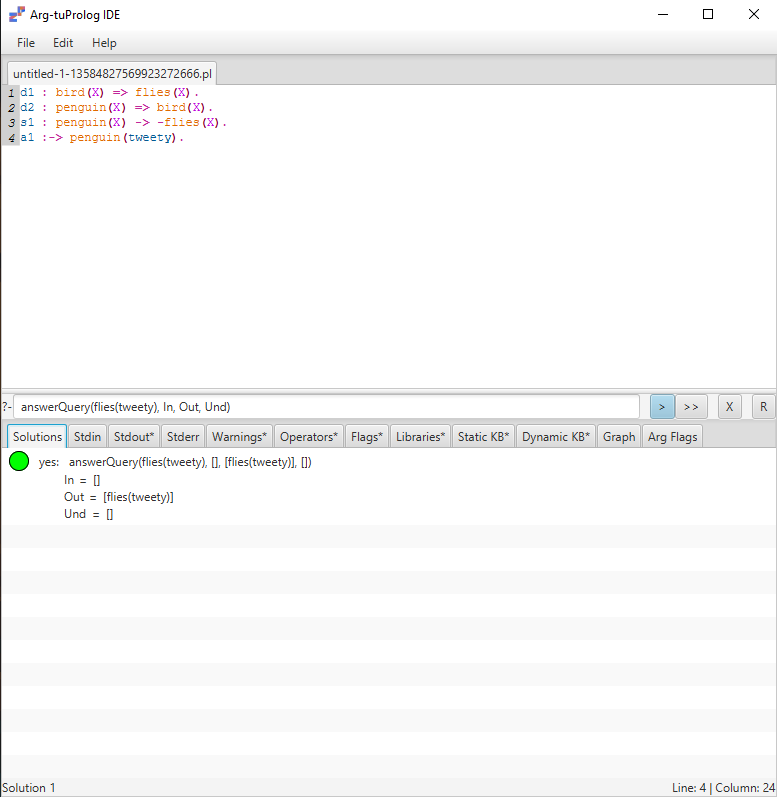 Arg-tuProlog IDE
File Edit Help
untitled-1-13584827569923272666.pl
1 d1 : bird(X) => flies(X).
2 d2 : penguin(X) => bird(X).
3 s1 : penguin(X) -> -flies(X).
4 a1 :-> penguin(tweety).
?- answerQuery(flies(tweety), In, Out, Und) > >> X R
Solutions Stdin Stdout* Stderr Warnings* Operators* Flags* Libraries* Static KB* Dynamic KB* Graph Arg Flags
yes: answerQuery(flies(tweety), [], [flies(tweety)], [])
In = []
Out = [flies(tweety)]
Und = []
Solution 1 Line: 4 | Column: 24